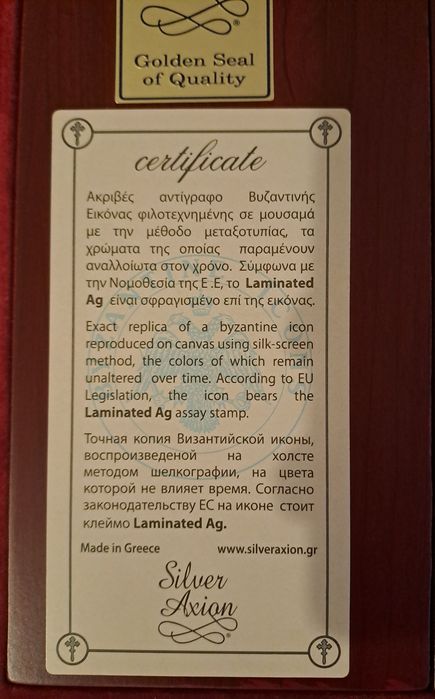 Golden Seal
of Quality
certificate
Ακριβές αντίγραφο Βυζαντινής
Εικόνας φιλοτεχνημένης σε μουσαμά
με την μέθοδο μεταξοτυπίας, τα
χρώματα της οποίας παραμένουν
αναλλοίωτα στον χρόνο. Σύμφωνα με
την Νομοθεσία της Ε .Ε, το Laminated
Ag είναι σφραγισμένο επί της εικόνας.
Exact replica of a byzantine icon
reproduced on canvas using silk-screen
method, the colors of which remain
unaltered over time. According to EU
Legislation, the icon bears the
Laminated Ag assay stamp.
Точная копия Византийской иконы,
воспроизведеной на холсте
методом шелкографии, на цвета
которой не влияет время. Согласно
законодательству ЕС на иконе стоит
клеймо Laminated Ag.
Made in Greece www.silveraxion.gr
Silver
Axion
®